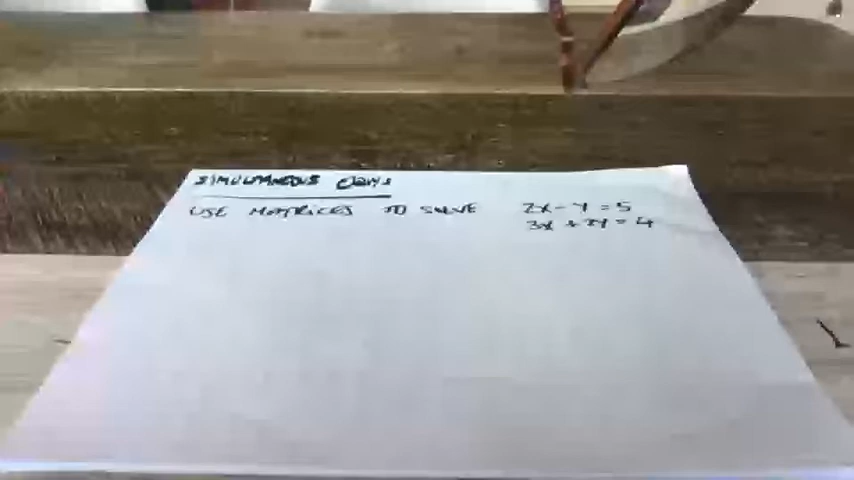 SIMULTANEOUS EQNS
USE MATRICES TO SOLVE 2x - y = 5
3x + 2y = 4